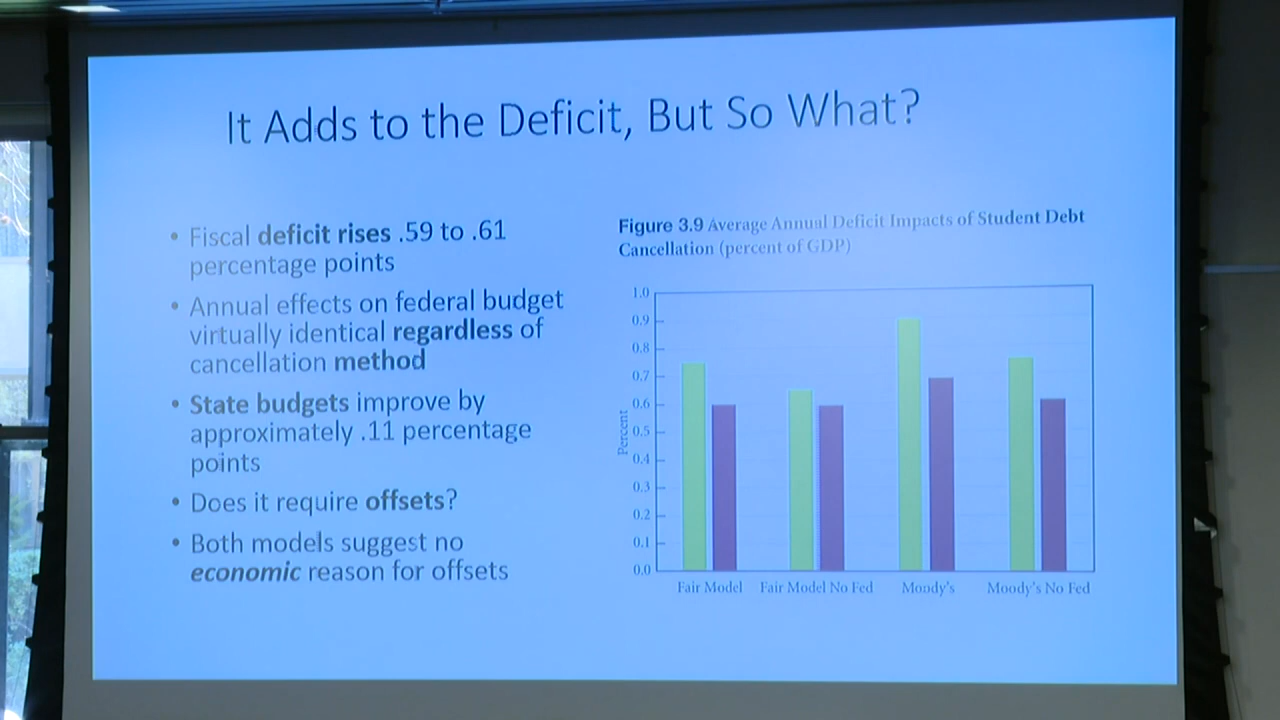 It Adds to the Deficit, But So What?
• Fiscal deficit rises .59 to .61
percentage points
• Annual effects on federal budget
virtually identical regardless of
cancellation method
• State budgets improve by
approximately .11 percentage
points
• Does it require offsets?
• Both models suggest no
economic reason for offsets
Figure 3.9 Average Annual Deficit Impacts of Student Debt
Cancellation (percent of GDP)
Percent
1.0
0.9
0.8
0.7
0.6
0.5
0.4
0.3
0.2
0.1
0.0
Fair Model Fair Model No Fed Moody's Moody's No Fed